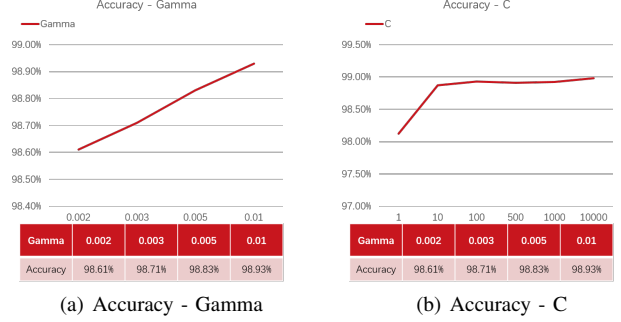 Accuracy - Gamma
Gamma
99.00%
98.90%
98.80%
98.70%
98.60%
98.50%
98.40%
0.002 0.003 0.005 0.01
Gamma 0.002 0.003 0.005 0.01
Accuracy 98.61% 98.71% 98.83% 98.93%
(a) Accuracy - Gamma
Accuracy - C
C
99.50%
99.00%
98.50%
98.00%
97.50%
97.00%
1 10 100 500 1000 10000
Gamma 0.002 0.003 0.005 0.01
Accuracy 98.61% 98.71% 98.83% 98.93%
(b) Accuracy - C